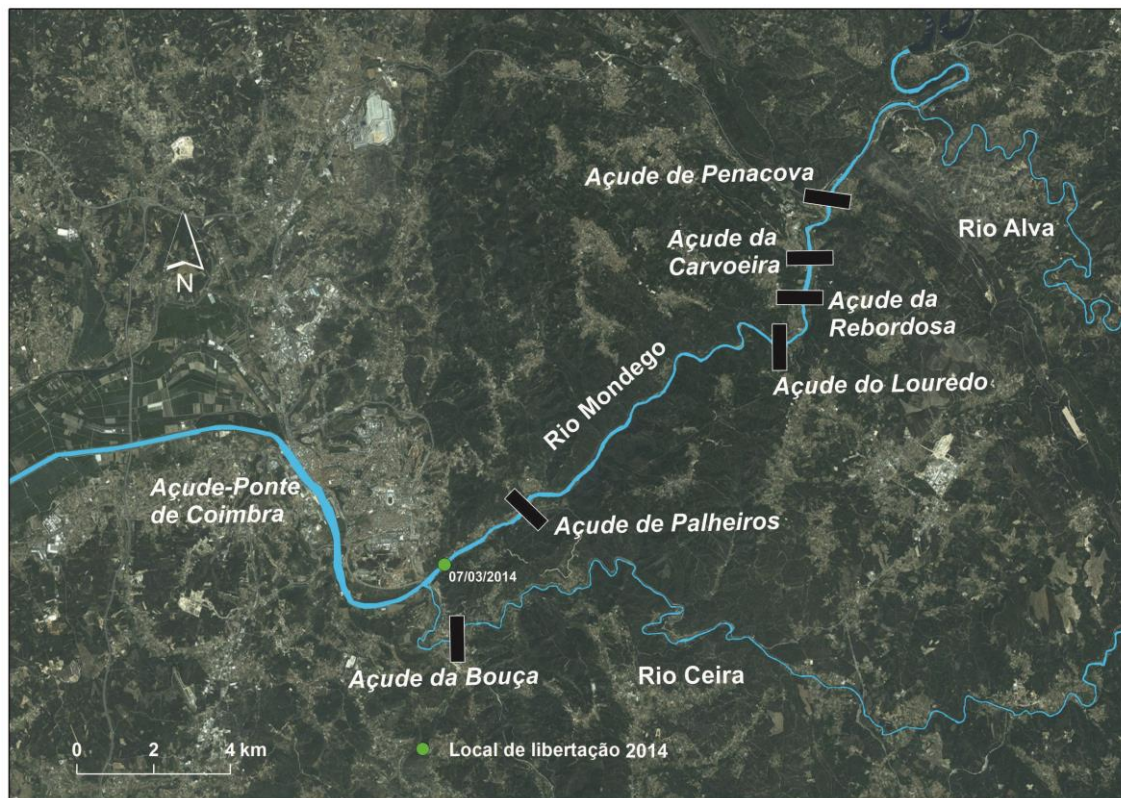 Açude de Penacova
Açude da
Carvoeira
Rio Alva
Açude da
Rebordosa
Açude do Louredo
Rio Mondego
Açude-Ponte
de Coimbra
Açude de Palheiros
07/03/2014
Açude da Bouça
Rio Ceira
N
0 2 4 km
Local de libertação 2014